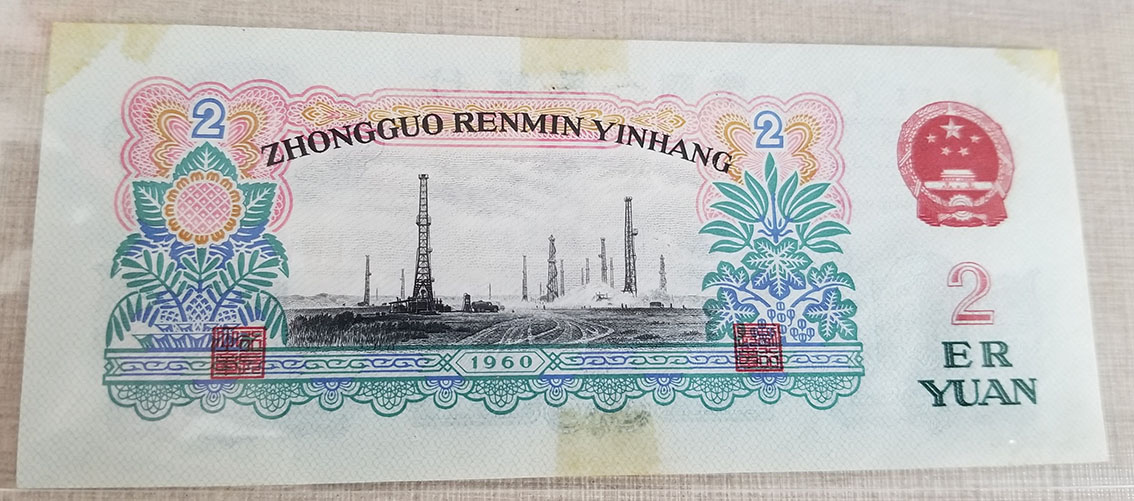 2
2
ZHONGGUO RENMIN YINHANG
2
ER
YUAN
1960